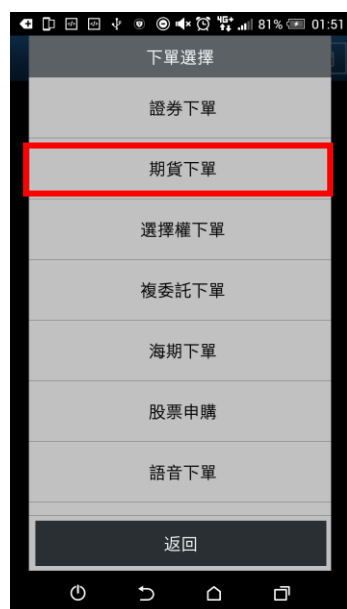 4G+ 81% 01:51
下單選擇
證券下單
期貨下單
選擇權下單
複委託下單
海期下單
股票申購
語音下單
返回